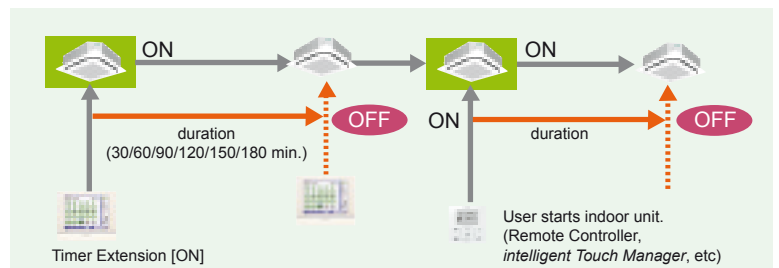 ON
ON
OFF
ON
OFF
duration
(30/60/90/120/150/180 min.)
duration
Timer Extension [ON]
User starts indoor unit.
(Remote Controller,
intelligent Touch Manager, etc)